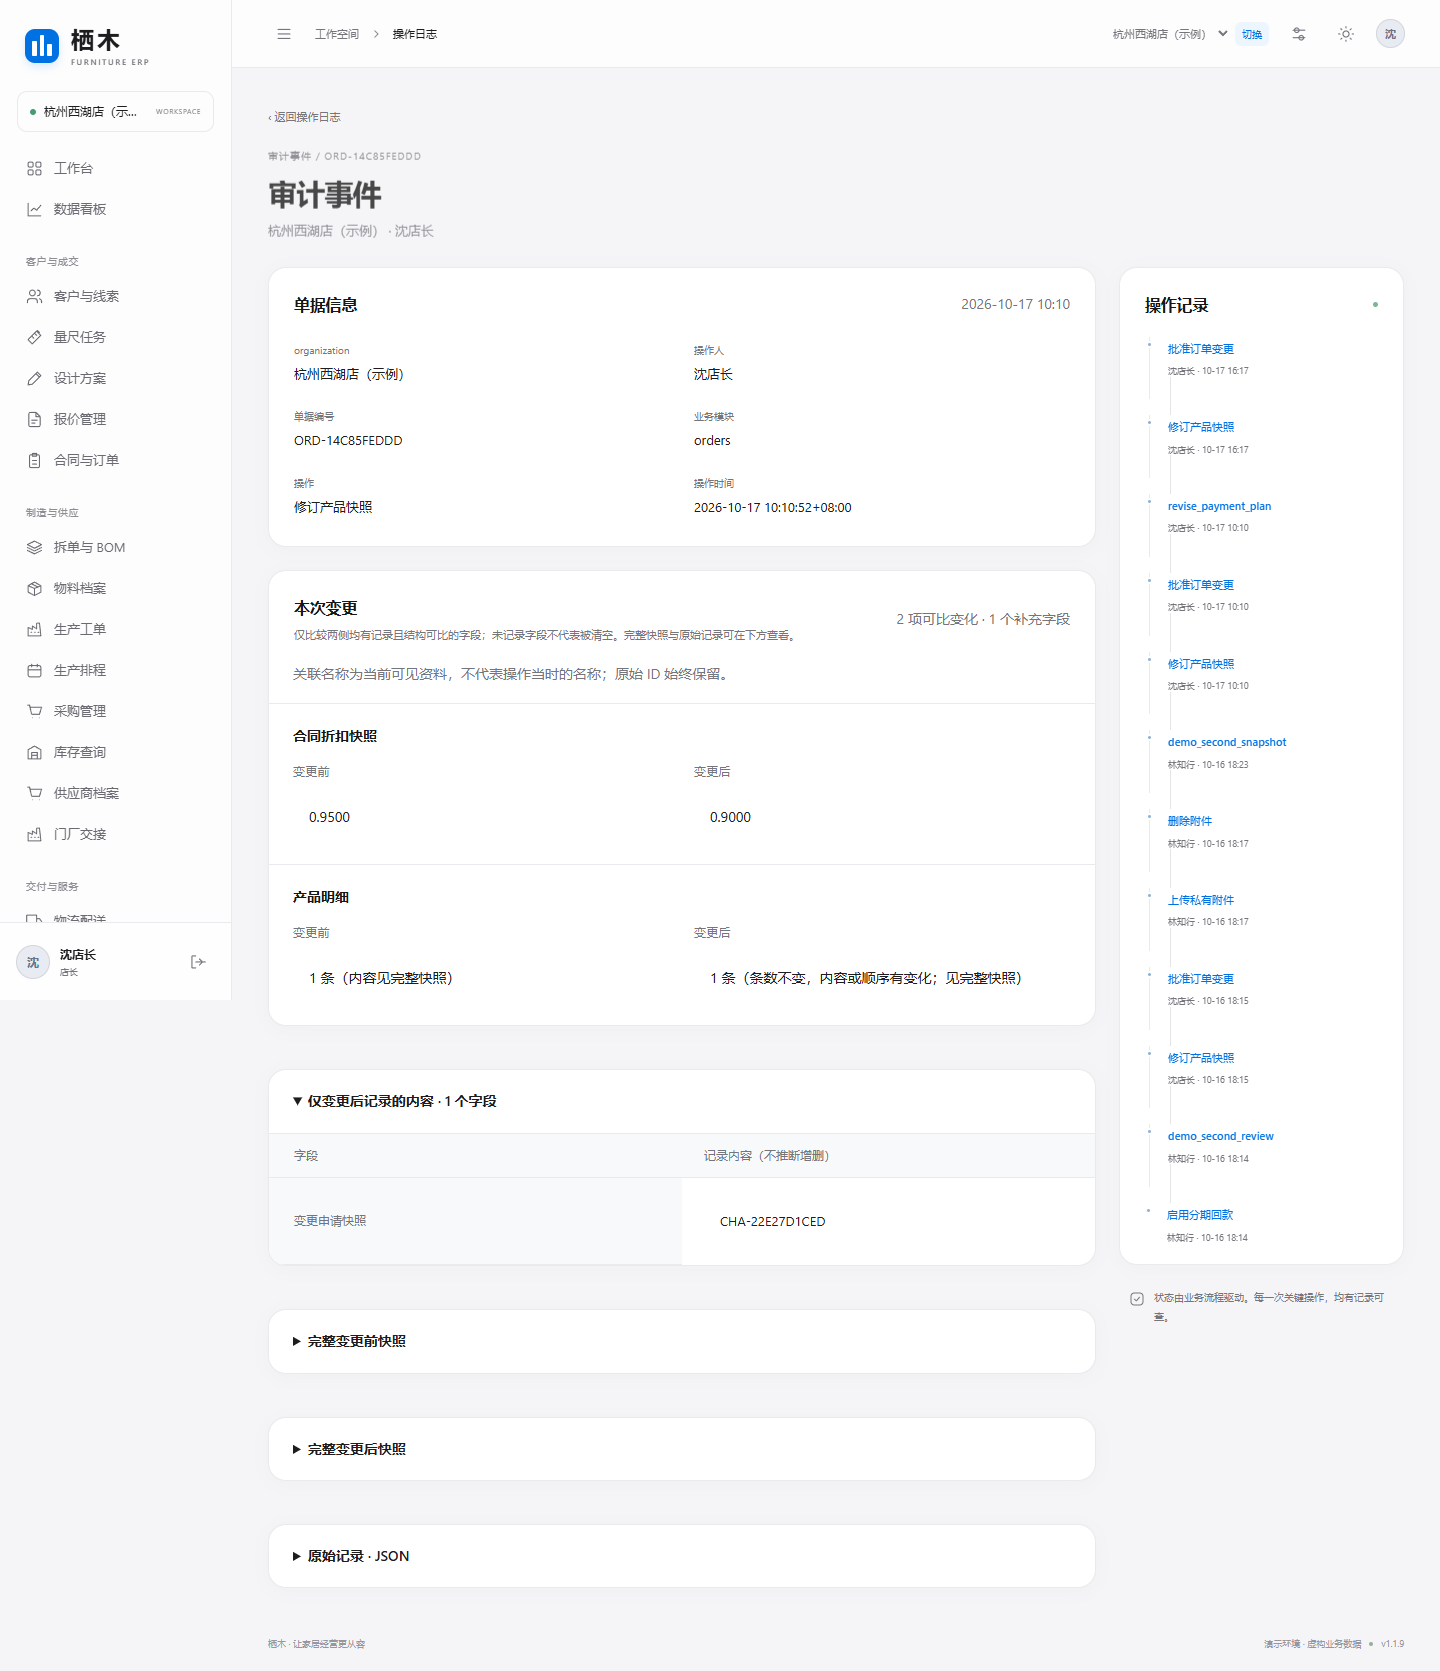 栖木
FURNITURE ERP
杭州西湖店（示... WORKSPACE
工作台
数据看板
客户与成交
客户与线索
量尺任务
设计方案
报价管理
合同与订单
制造与供应
拆单与 BOM
物料档案
生产工单
生产排程
采购管理
库存查询
供应商档案
门厂交接
交付与服务
物流配送
沈 沈店长
店长
工作空间 > 操作日志
杭州西湖店（示例） 切换 沈
‹ 返回操作日志
审计事件 / ORD-14C85FEDDD
审计事件
杭州西湖店（示例） · 沈店长
单据信息 2026-10-17 10:10
organization 操作人
杭州西湖店（示例） 沈店长
单据编号 业务模块
ORD-14C85FEDDD orders
操作 操作时间
修订产品快照 2026-10-17 10:10:52+08:00
本次变更
仅比较两侧均有记录且结构可比的字段；未记录字段不代表被清空。完整快照与原始记录可在下方查看。
2 项可比变化 · 1 个补充字段
关联名称为当前可见资料，不代表操作当时的名称；原始 ID 始终保留。
合同折扣快照
变更前 变更后
0.9500 0.9000
产品明细
变更前 变更后
1 条（内容见完整快照） 1 条（条数不变，内容或顺序有变化；见完整快照）
▼ 仅变更后记录的内容 · 1 个字段
字段 记录内容（不推断增删）
变更申请快照 CHA-22E27D1CED
▶ 完整变更前快照
▶ 完整变更后快照
▶ 原始记录 · JSON
操作记录
批准订单变更
沈店长 · 10-17 16:17
修订产品快照
沈店长 · 10-17 16:17
revise_payment_plan
沈店长 · 10-17 10:10
批准订单变更
沈店长 · 10-17 10:10
修订产品快照
沈店长 · 10-17 10:10
demo_second_snapshot
林知行 · 10-16 18:23
删除附件
林知行 · 10-16 18:17
上传私有附件
林知行 · 10-16 18:17
批准订单变更
沈店长 · 10-16 18:15
修订产品快照
沈店长 · 10-16 18:15
demo_second_review
林知行 · 10-16 18:14
启用分期回款
林知行 · 10-16 18:14
状态由业务流程驱动。每一次关键操作，均有记录可
查。
栖木 · 让家居经营更从容
演示环境 · 虚构业务数据 v1.1.9